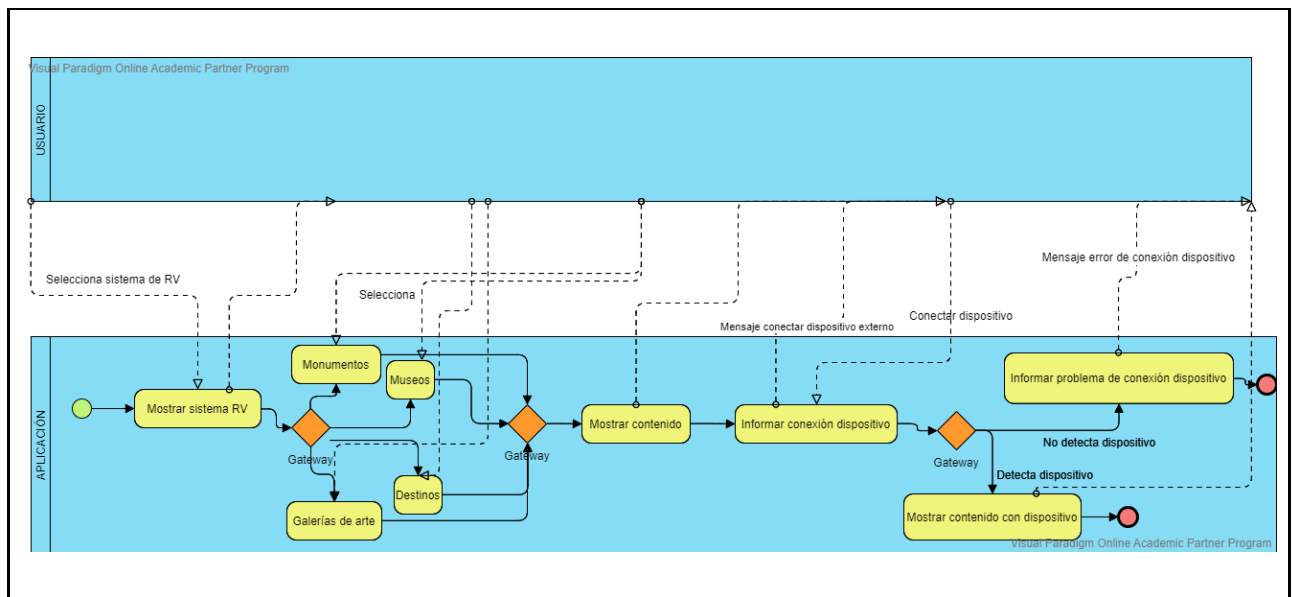 Visual Paradigm Online Academic Partner Program
USUARIO
Selecciona sistema de RV
Selecciona
Mensaje conectar dispositivo externo
Conectar dispositivo
Mensaje error de conexión dispositivo
APLICACIÓN
Mostrar sistema RV
Gateway
Monumentos
Museos
Destinos
Galerías de arte
Gateway
Mostrar contenido
Informar conexión dispositivo
Gateway
Informar problema de conexión dispositivo
No detecta dispositivo
Detecta dispositivo
Mostrar contenido con dispositivo
Visual Paradigm Online Academic Partner Program